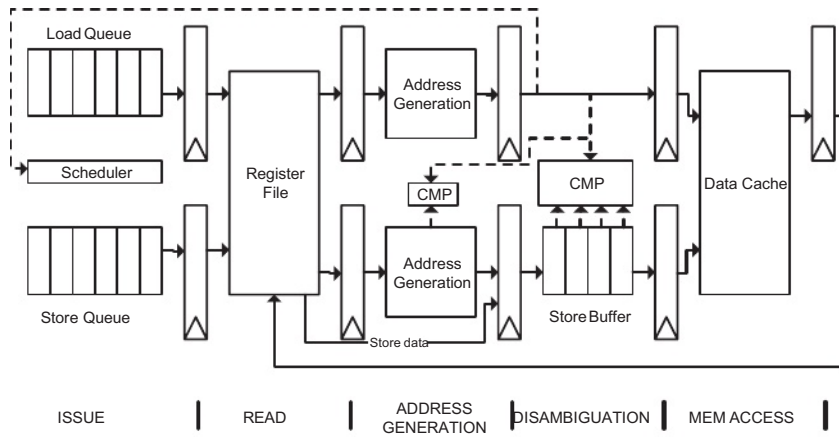 Load Queue
Address
Generation
Scheduler
Register
File
CMP
CMP
Data Cache
Address
Generation
Store Queue
Store data
Store Buffer
ISSUE
READ
ADDRESS
GENERATION
DISAMBIGUATION
MEM ACCESS